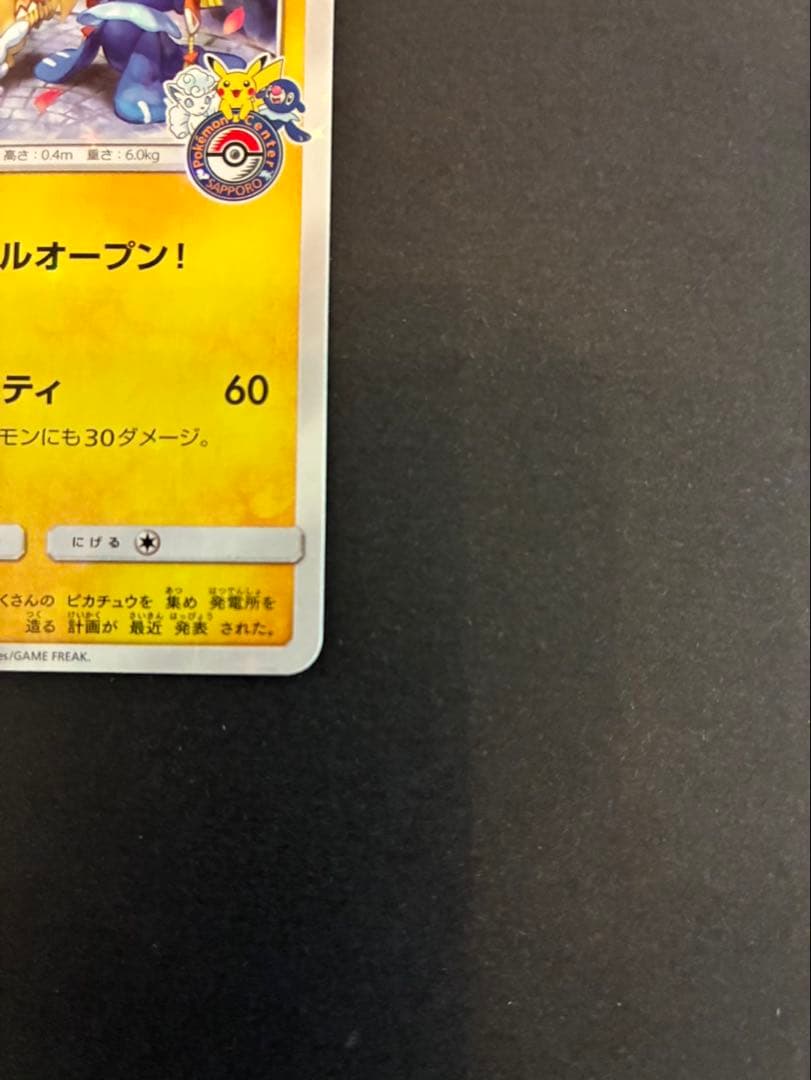 高さ:0.4m 重さ:6.0kg
Pokémon Center
SAPPORO
ルオープン!
ティ 60
モンにも30ダメージ。
にげる
くさんの ピカチュウを 集め 発電所を
造る 計画が 最近 発表 された。
es/GAME FREAK.